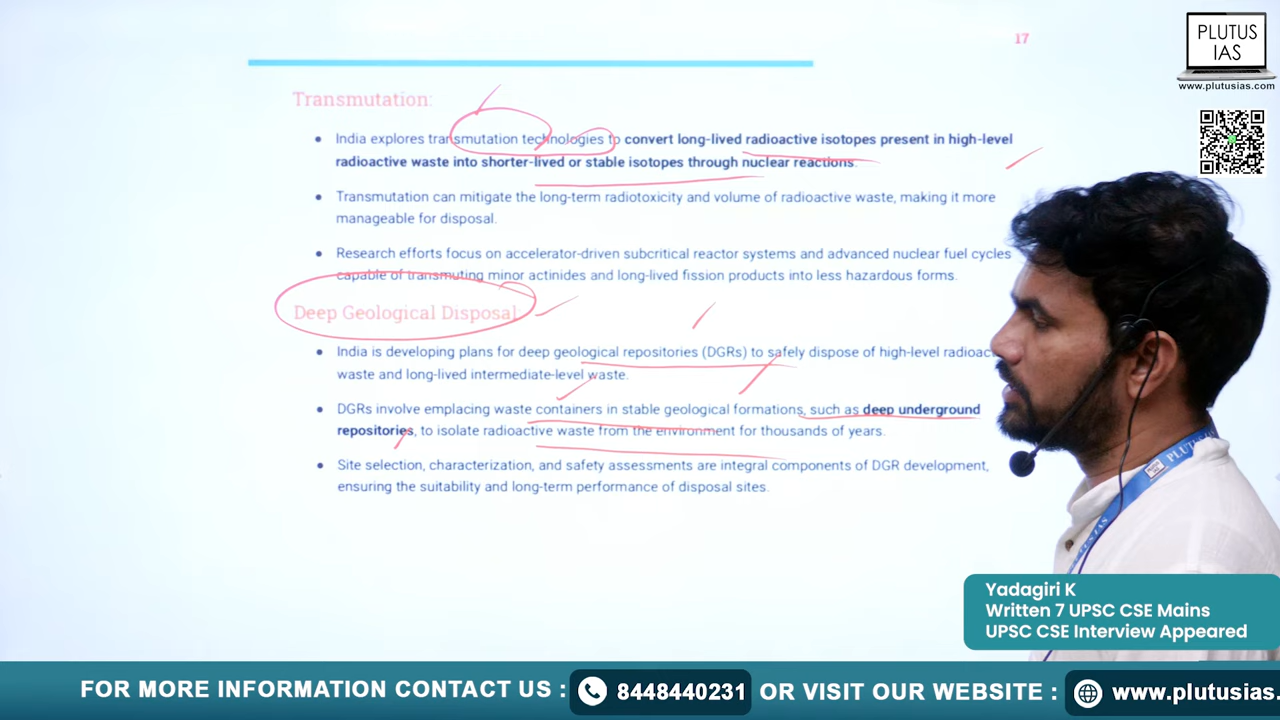 17
PLUTUS
IAS
www.plutusias.com
Transmutation:
India explores transmutation technologies to convert long-lived radioactive isotopes present in high-level
radioactive waste into shorter-lived or stable isotopes through nuclear reactions.
Transmutation can mitigate the long-term radiotoxicity and volume of radioactive waste, making it more
manageable for disposal.
Research efforts focus on accelerator-driven subcritical reactor systems and advanced nuclear fuel cycles
capable of transmuting minor actinides and long-lived fission products into less hazardous forms.
Deep Geological Disposal
India is developing plans for deep geological repositories (DGRs) to safely dispose of high-level radioac
waste and long-lived intermediate-level waste.
DGRs involve emplacing waste containers in stable geological formations, such as deep underground
repositories, to isolate radioactive waste from the environment for thousands of years.
Site selection, characterization, and safety assessments are integral components of DGR development,
ensuring the suitability and long-term performance of disposal sites.
Yadagiri K
Written 7 UPSC CSE Mains
UPSC CSE Interview Appeared
FOR MORE INFORMATION CONTACT US : 8448440231 OR VISIT OUR WEBSITE : www.plutusias.